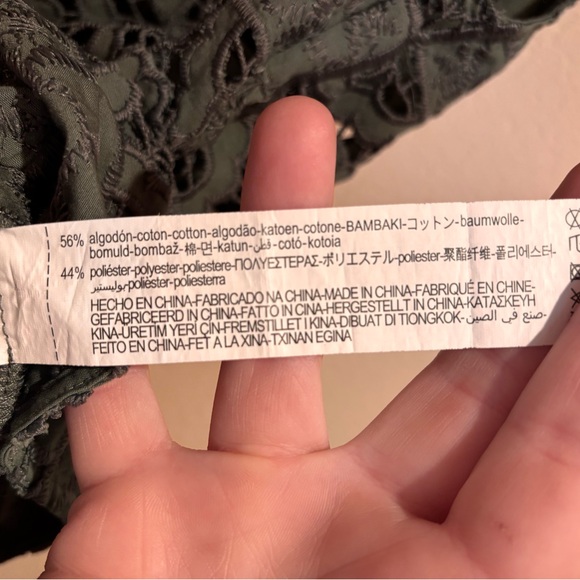 56% algodón-coton-cotton-algodão-katoen-cotone-BAMBAKI-コットン-baumwolle-
bomuld-bombaž-棉-면-katun-قطن-cotó-kotoia
44% poliéster-polyester-poliestere-ΠΟΛΥΕΣΤΕΡΑΣ-ポリエステル-poliester-聚酯纤维-폴리에스터-
بوليستير-polièster-poliesterra
HECHO EN CHINA-FABRICADO NA CHINA-MADE IN CHINA-FABRIQUÉ EN CHINE-
GEFABRICEERD IN CHINA-FATTO IN CINA-HERGESTELLT IN CHINA-ΚΑΤΑΣΚΕΥΗ
ΚΙΝΑ-ÜRETİM YERİ ÇİN-FREMSTILLET I KINA-DIBUAT DI TIONGKOK-صنع في الصين-
FEITO EN CHINA-FET A LA XINA-TXINAN EGINA